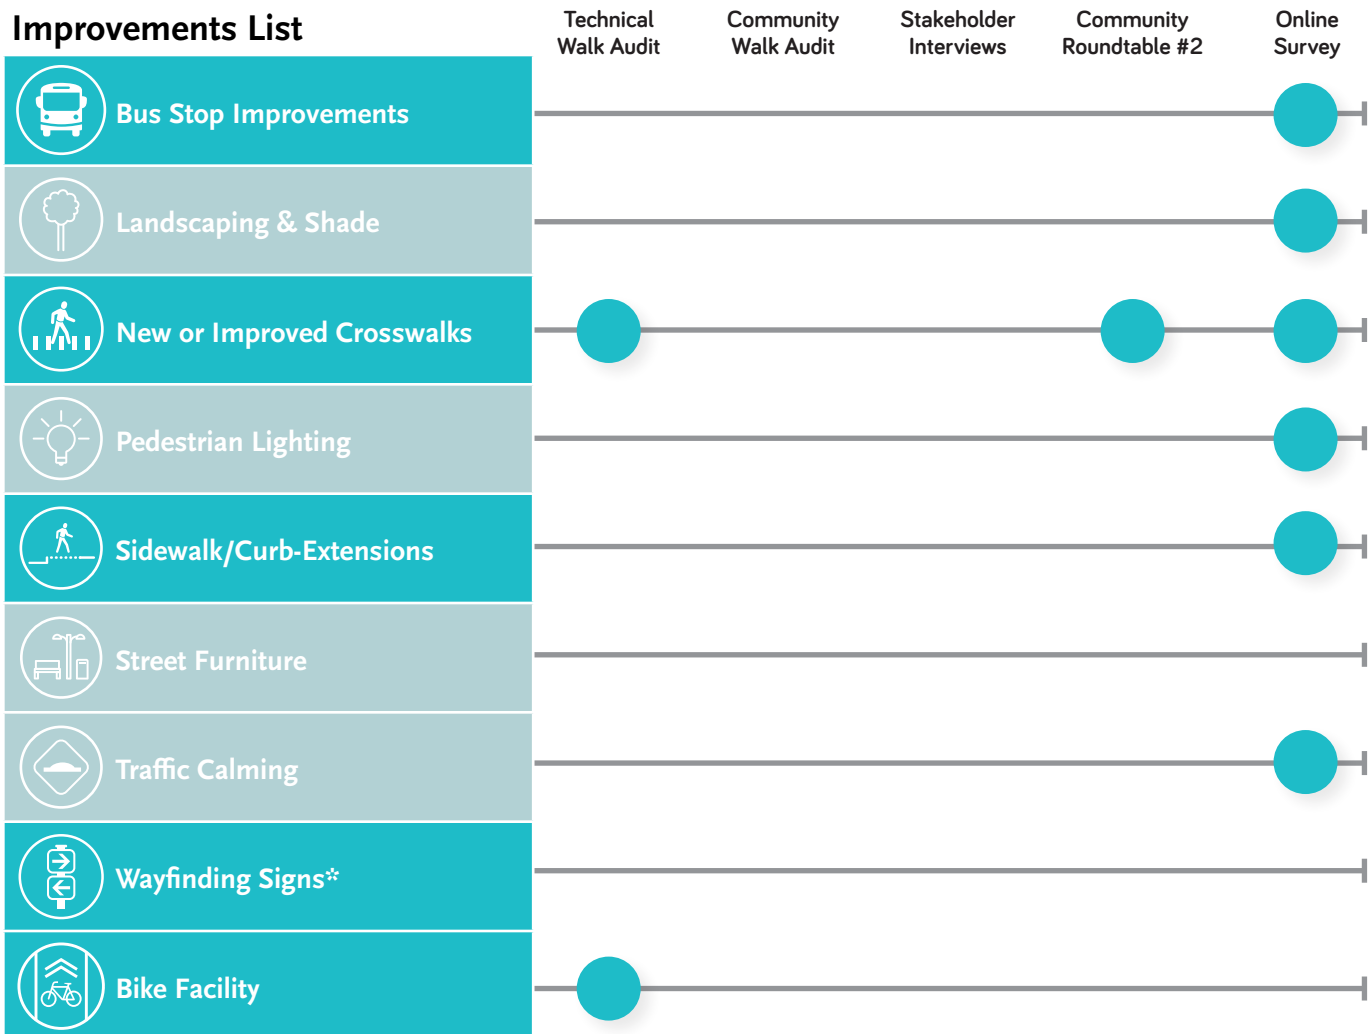 Improvements List
Technical
Walk Audit
Community
Walk Audit
Stakeholder
Interviews
Community
Roundtable #2
Online
Survey
Bus Stop Improvements
Landscaping & Shade
New or Improved Crosswalks
Pedestrian Lighting
Sidewalk/Curb-Extensions
Street Furniture
Traffic Calming
Wayfinding Signs*
Bike Facility